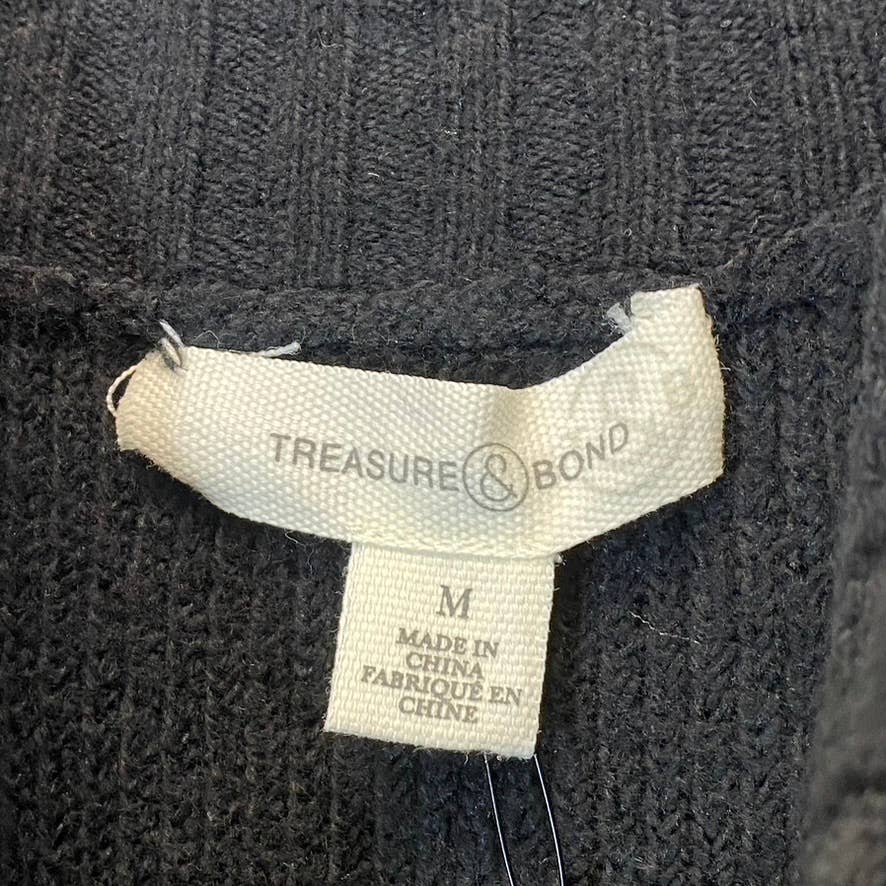 TREASURE & BOND
M
MADE IN
CHINA
FABRIQUÉ EN
CHINE